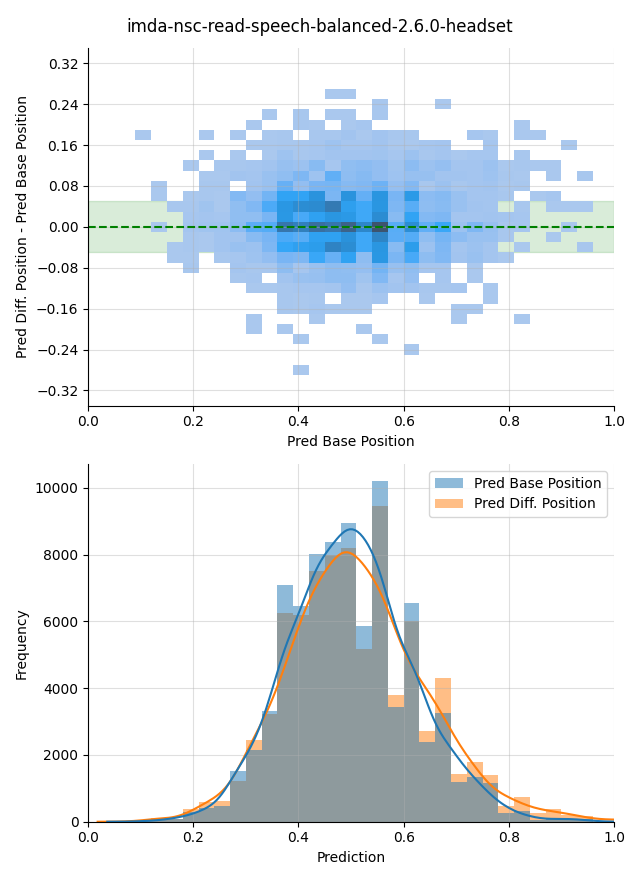 imda-nsc-read-speech-balanced-2.6.0-headset
0.32
0.24
0.16
0.08
0.00
−0.08
−0.16
−0.24
−0.32
Pred Diff. Position - Pred Base Position
0.0 0.2 0.4 0.6 0.8 1.0
Pred Base Position
Pred Base Position
Pred Diff. Position
10000
8000
6000
4000
2000
0
Frequency
0.0 0.2 0.4 0.6 0.8 1.0
Prediction